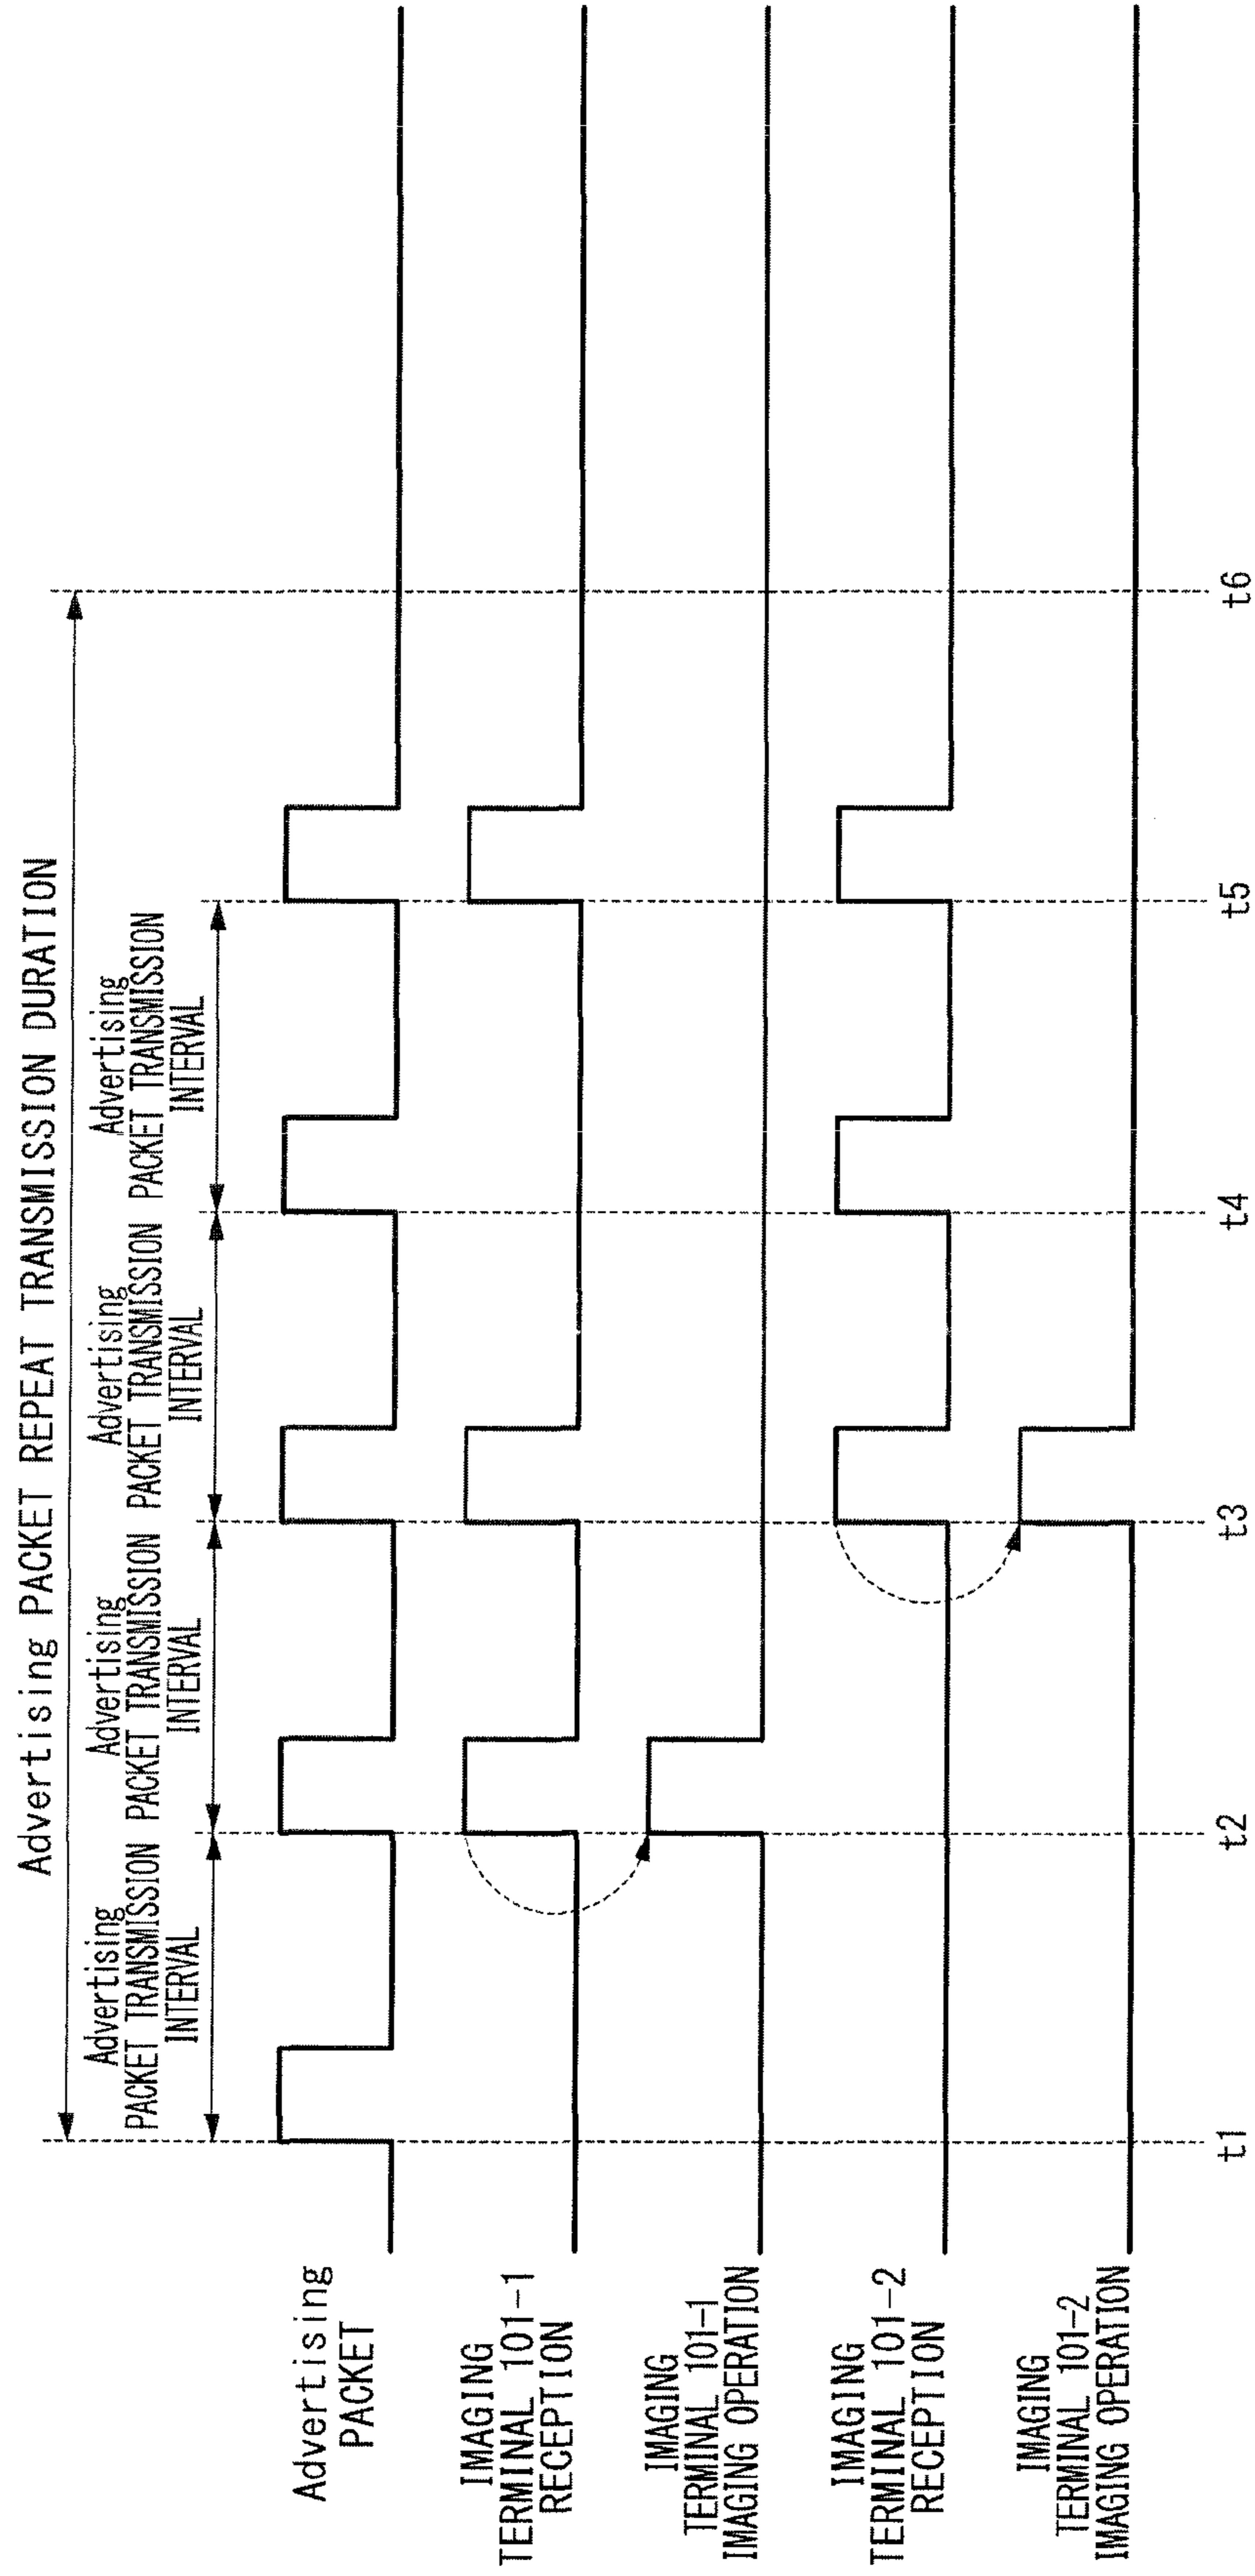 Advertising PACKET REPEAT TRANSMISSION DURATION
Advertising
PACKET TRANSMISSION
INTERVAL
Advertising
PACKET TRANSMISSION
INTERVAL
Advertising
PACKET TRANSMISSION
INTERVAL
Advertising
PACKET TRANSMISSION
INTERVAL
Advertising
PACKET
IMAGING
TERMINAL 101-1
RECEPTION
IMAGING
TERMINAL 101-1
IMAGING OPERATION
IMAGING
TERMINAL 101-2
RECEPTION
IMAGING
TERMINAL 101-2
IMAGING OPERATION
t1
t2
t3
t4
t5
t6